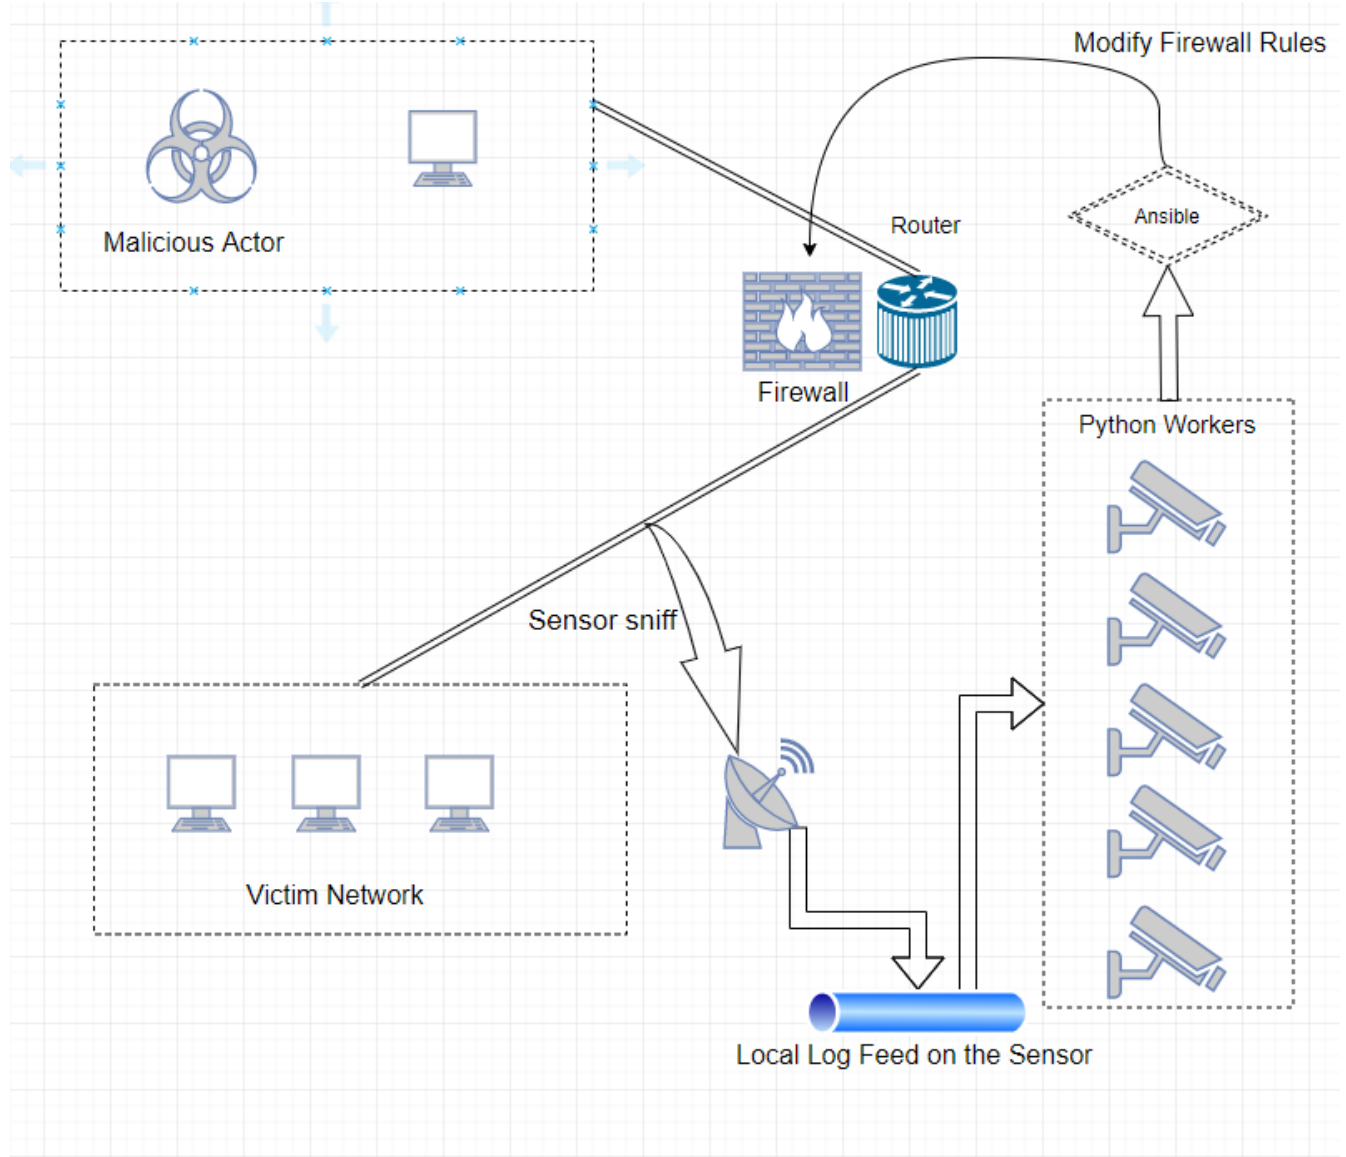 Modify Firewall Rules
Malicious Actor
Router
Ansible
Firewall
Python Workers
Sensor sniff
Victim Network
Local Log Feed on the Sensor